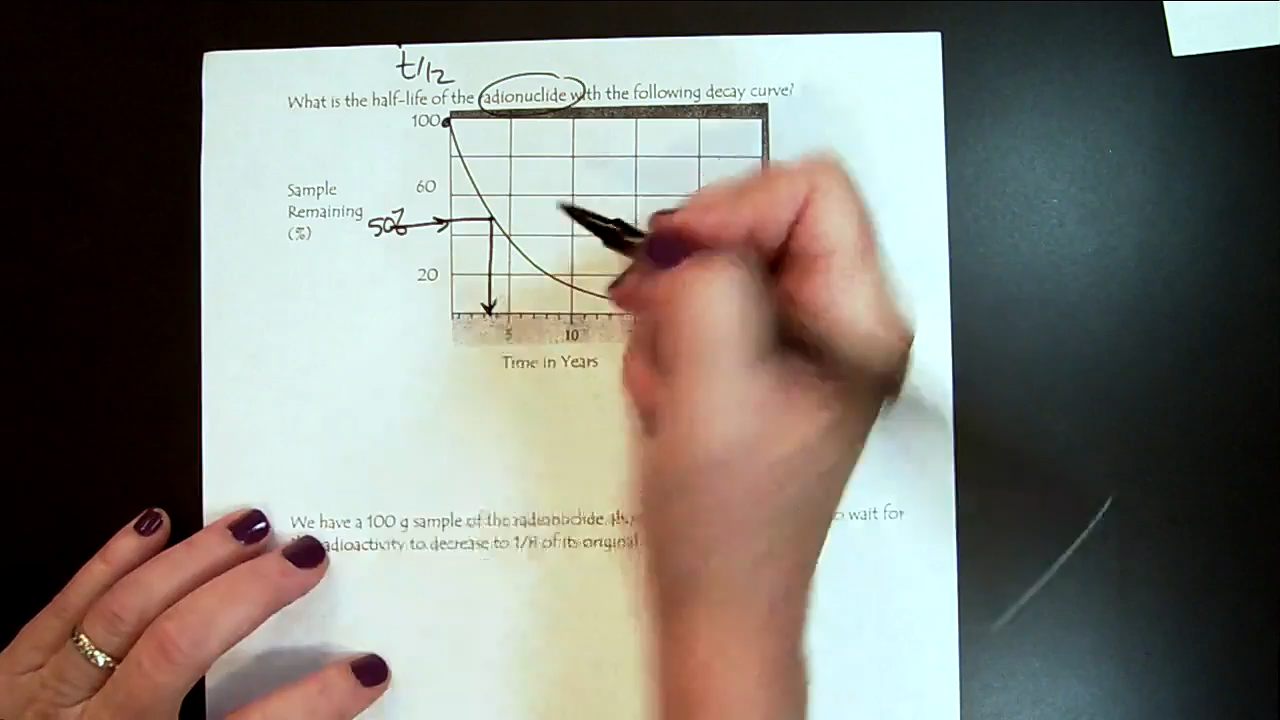 t1/2
What is the half-life of the radionuclide with the following decay curve?
100
60
Sample
Remaining
(%)
50%
20
5
10
Time in Years
We have a 100 g sample of the radionuclide. wait for
radioactivity to decrease to of its original